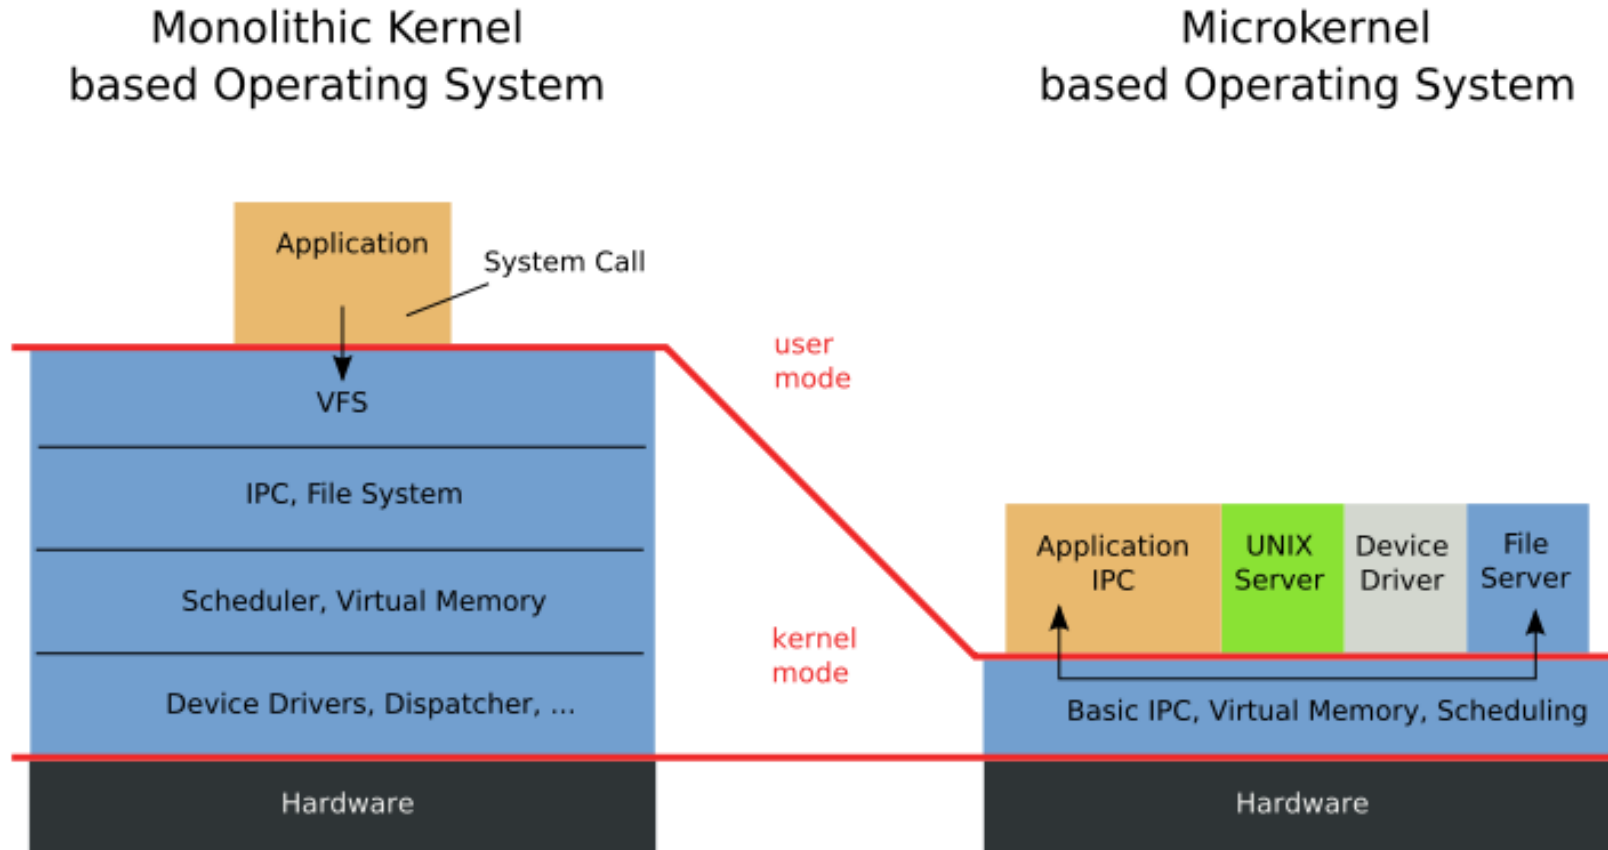 Monolithic Kernel
based Operating System
Microkernel
based Operating System
Application
System Call
user
mode
VFS
IPC, File System
Scheduler, Virtual Memory
Device Drivers, Dispatcher, ...
Hardware
kernel
mode
Application
IPC
UNIX
Server
Device
Driver
File
Server
Basic IPC, Virtual Memory, Scheduling
Hardware